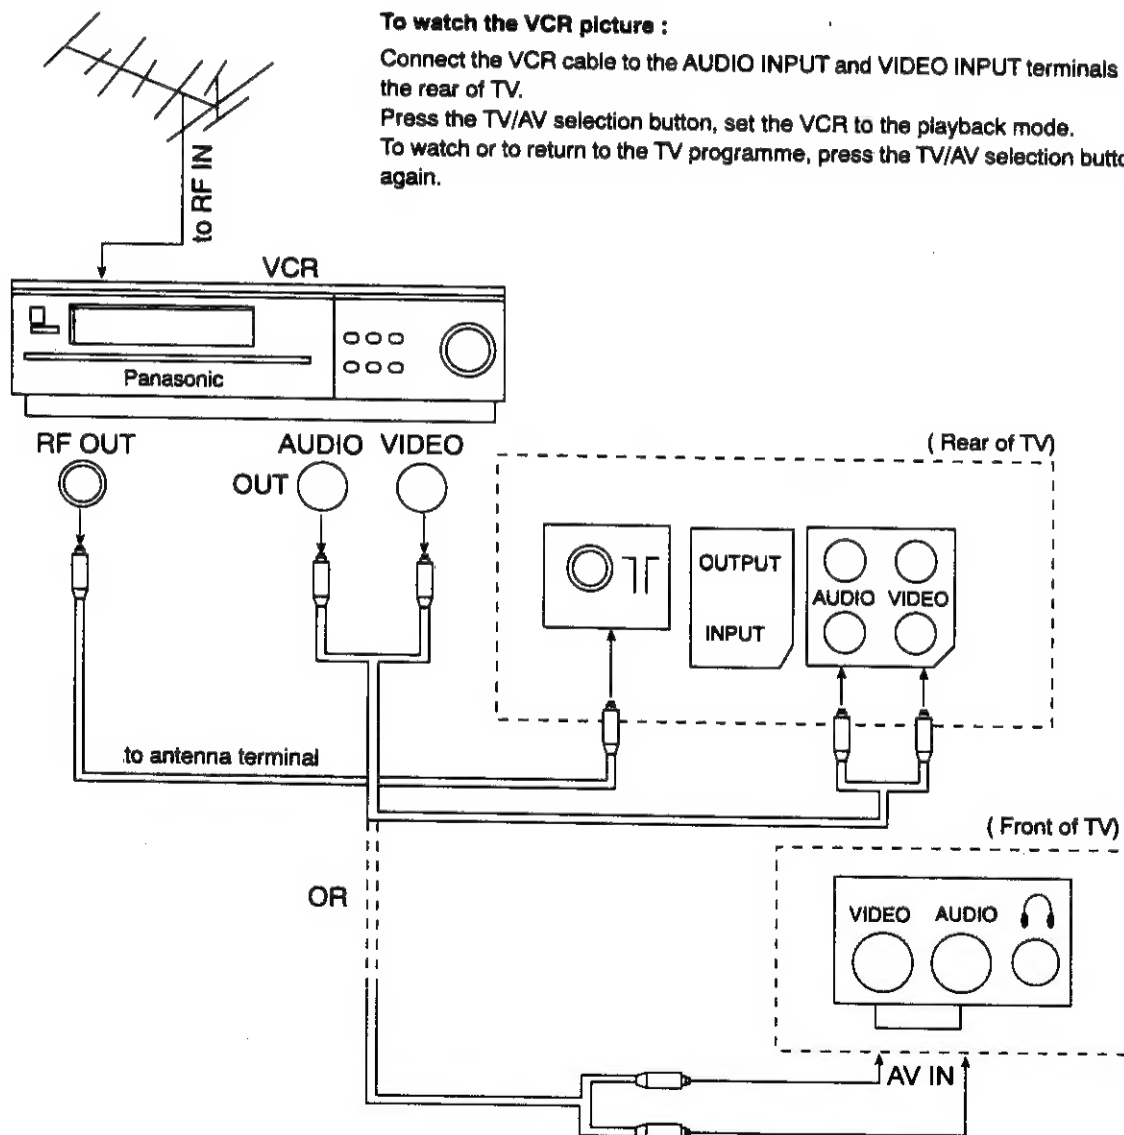 To watch the VCR picture :
Connect the VCR cable to the AUDIO INPUT and VIDEO INPUT terminals
the rear of TV.
Press the TV/AV selection button, set the VCR to the playback mode.
To watch or to return to the TV programme, press the TV/AV selection butto
again.
to RF IN
VCR
Panasonic
RF OUT
AUDIO VIDEO
OUT
( Rear of TV)
OUTPUT
AUDIO VIDEO
INPUT
to antenna terminal
( Front of TV)
OR
VIDEO AUDIO
AV IN